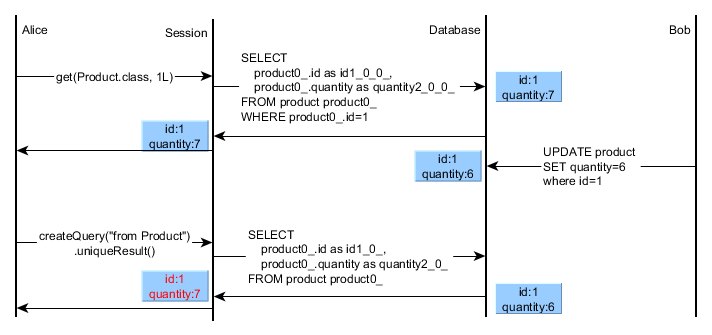 Alice
Session
Database
Bob
get(Product.class, 1L)
SELECT
product0_.id as id1_0_0_,
product0_.quantity as quantity2_0_0_
FROM product product0_
WHERE product0_.id=1
id:1
quantity:7
id:1
quantity:7
id:1
quantity:6
UPDATE product
SET quantity=6
where id=1
createQuery("from Product")
.uniqueResult()
SELECT
product0_.id as id1_0_,
product0_.quantity as quantity2_0_
FROM product product0_
id:1
quantity:7
id:1
quantity:6